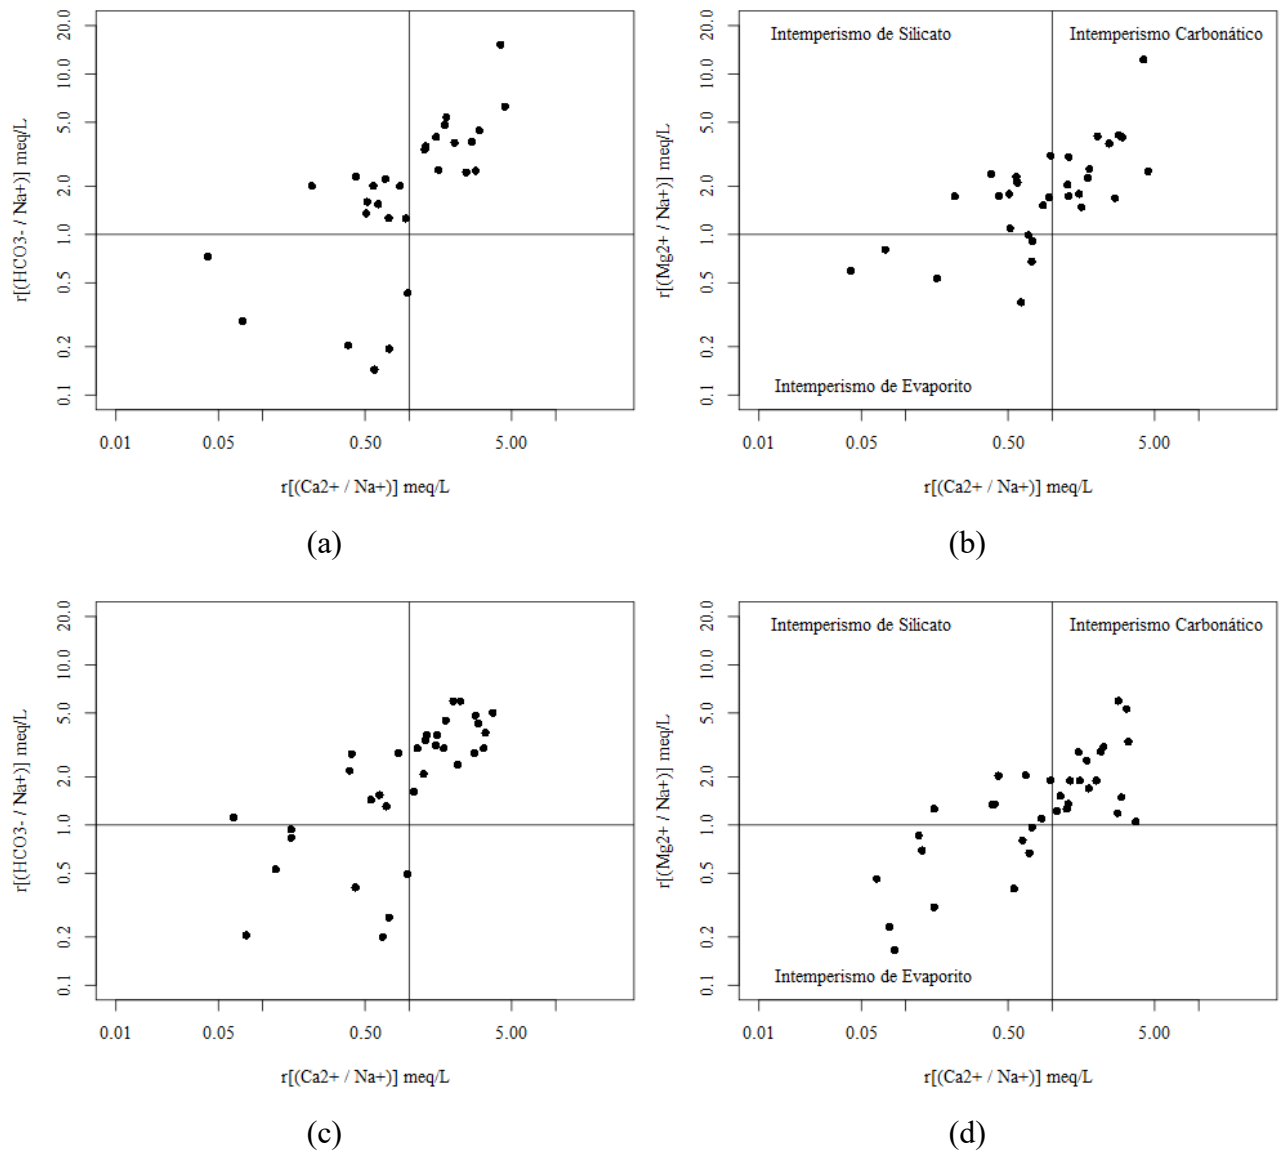 20.0
10.0
5.0
2.0
1.0
0.5
0.2
0.1
r[(HCO3- / Na+)] meq/L
0.01 0.05 0.50 5.00
r[(Ca2+ / Na+)] meq/L
(a)
Intemperismo de Silicato Intemperismo Carbonático
20.0
10.0
5.0
2.0
1.0
0.5
0.2
0.1
r[(Mg2+ / Na+)] meq/L
Intemperismo de Evaporito
0.01 0.05 0.50 5.00
r[(Ca2+ / Na+)] meq/L
(b)
20.0
10.0
5.0
2.0
1.0
0.5
0.2
0.1
r[(HCO3- / Na+)] meq/L
0.01 0.05 0.50 5.00
r[(Ca2+ / Na+)] meq/L
(c)
Intemperismo de Silicato Intemperismo Carbonático
20.0
10.0
5.0
2.0
1.0
0.5
0.2
0.1
r[(Mg2+ / Na+)] meq/L
Intemperismo de Evaporito
0.01 0.05 0.50 5.00
r[(Ca2+ / Na+)] meq/L
(d)